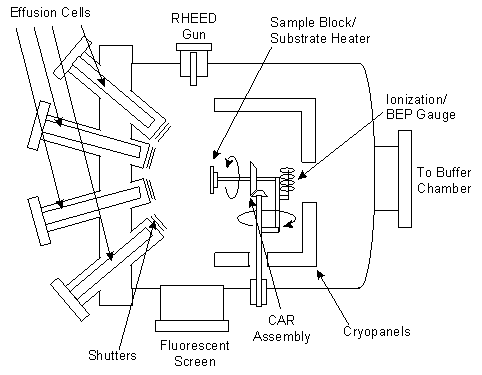 Effusion Cells
RHEED
Gun
Sample Block/
Substrate Heater
Ionization/
BEP Gauge
To Buffer
Chamber
Shutters
Fluorescent
Screen
CAR
Assembly
Cryopanels